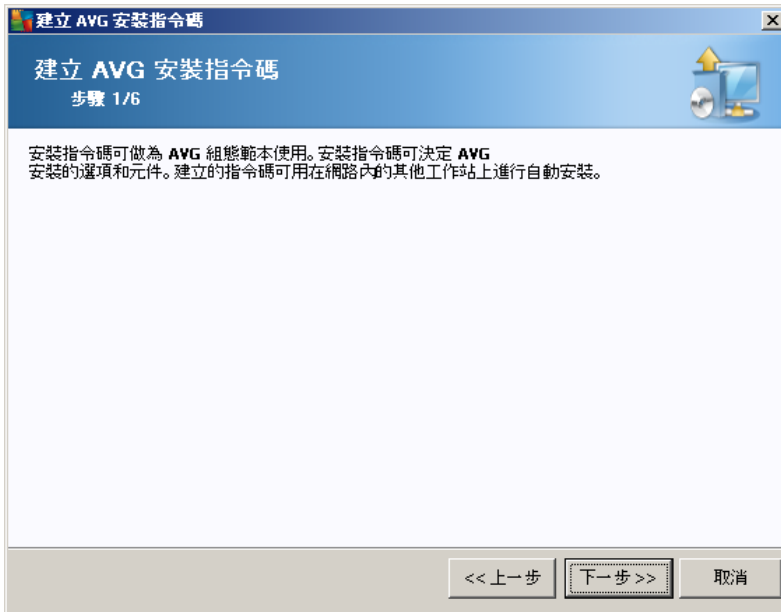 建立 AVG 安裝指令碼
建立 AVG 安裝指令碼
步驟 1/6
安裝指令碼可做為 AVG 組態範本使用。安裝指令碼可決定 AVG
安裝的選項和元件。建立的指令碼可用在網路內的其他工作站上進行自動安裝。
<<上一步 下一步>> 取消